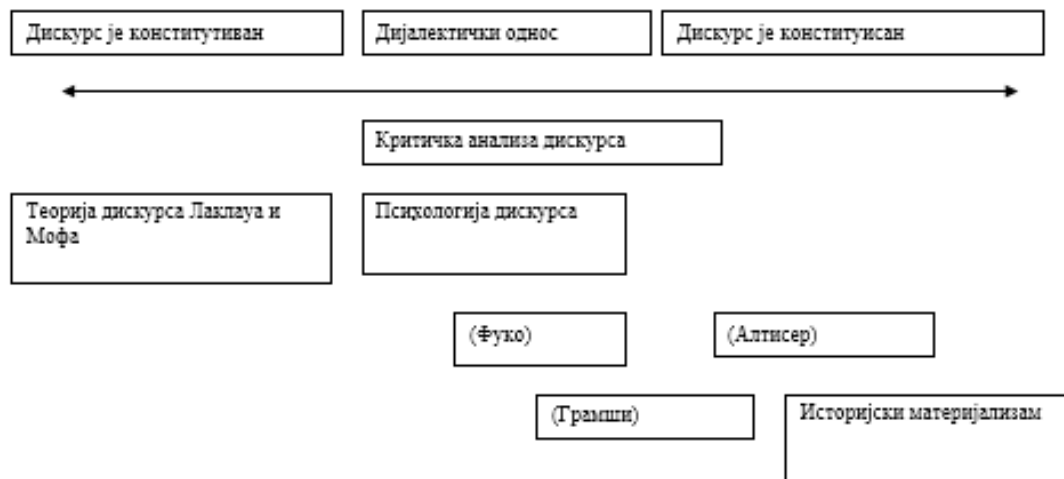 Дискурс је конститутиван
Дијалектички однос
Дискурс је конституисан
Критичка анализа дискурса
Теорија дискурса Лаклауа и
Мофа
Психологија дискурса
(Фуко)
(Алтисер)
(Грамши)
Историјски материјализам